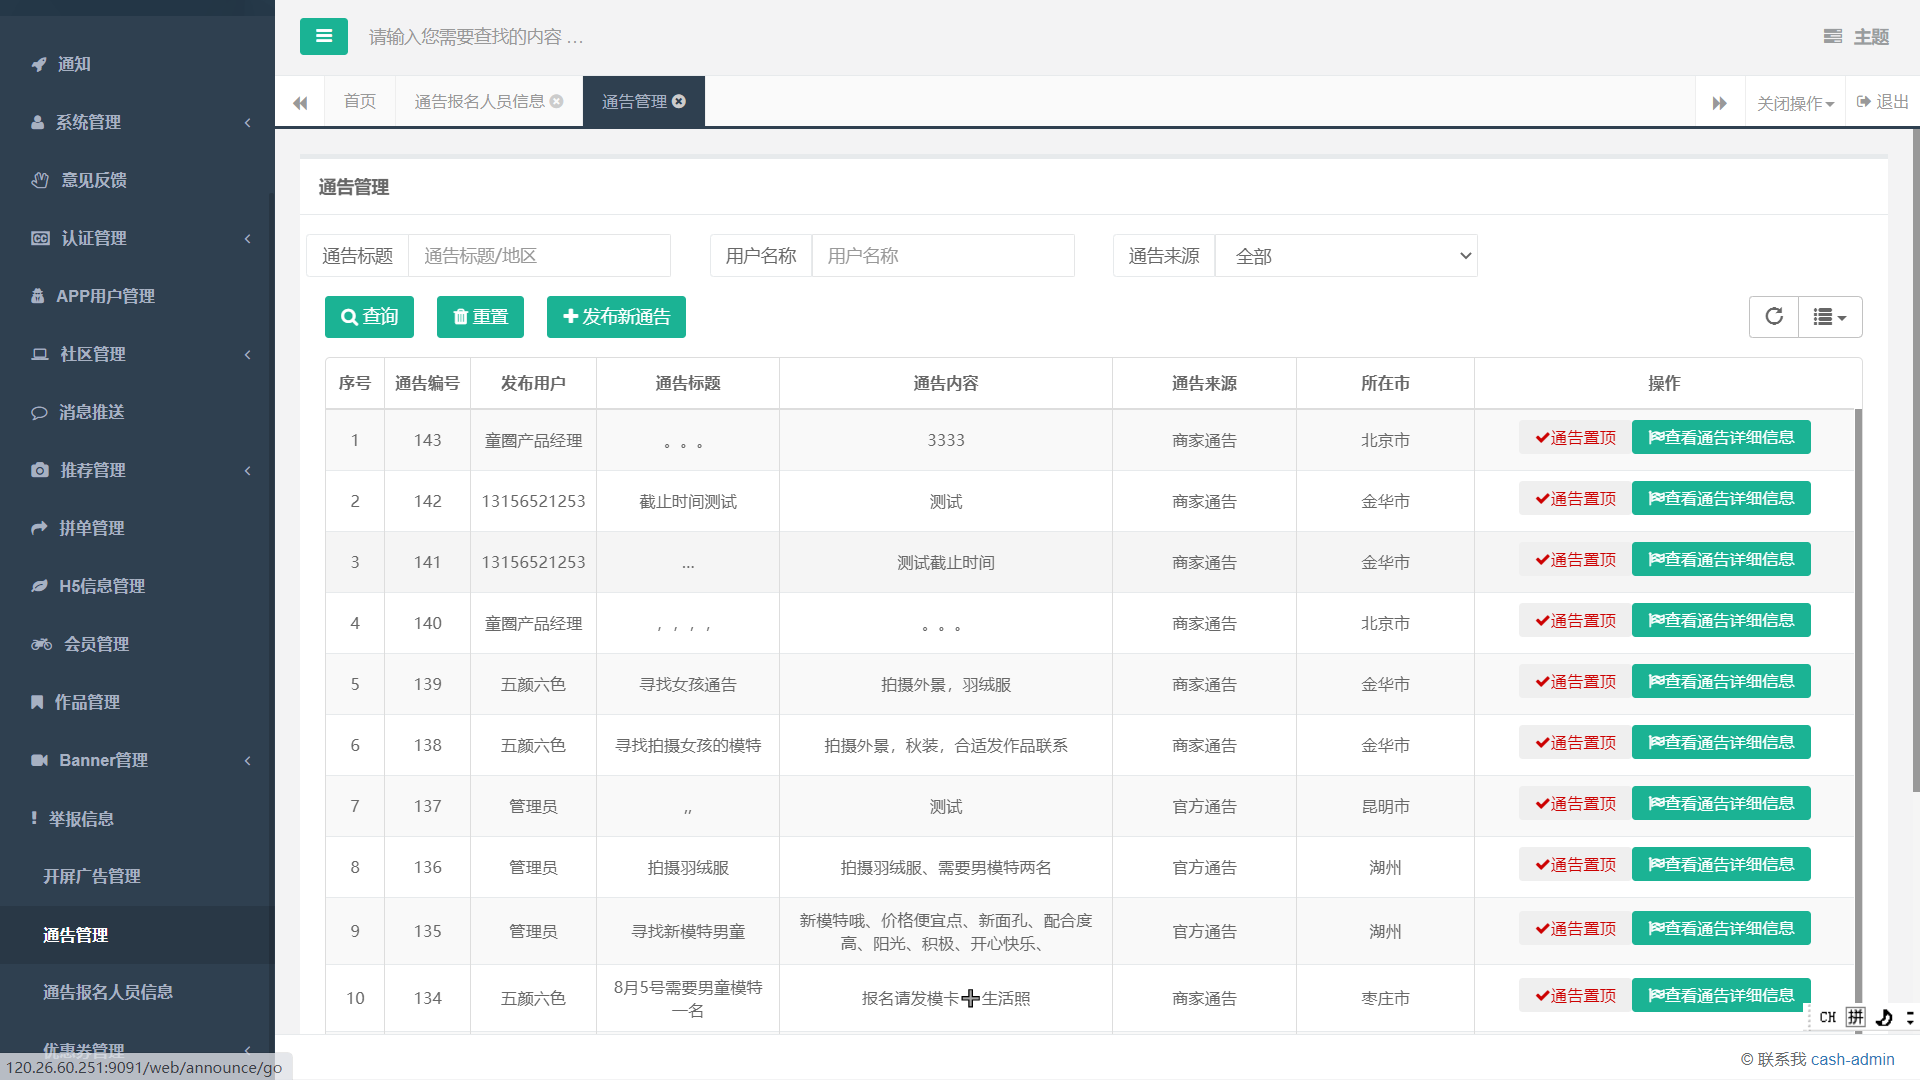 通知
系统管理
意见反馈
认证管理
APP用户管理
社区管理
消息推送
推荐管理
拼单管理
H5信息管理
会员管理
作品管理
Banner管理
举报信息
开屏广告管理
通告管理
通告报名人员信息
优惠券管理
120.26.60.251:9091/web/announce/go
请输入您需要查找的内容 …
主题
首页
通告报名人员信息
通告管理
关闭操作
退出
通告管理
通告标题 通告标题/地区
用户名称 用户名称
通告来源 全部
查询 重置 发布新通告
序号 通告编号 发布用户 通告标题 通告内容 通告来源 所在市 操作
1 143 童圈产品经理 。。。 3333 商家通告 北京市 通告置顶 查看通告详细信息
2 142 13156521253 截止时间测试 测试 商家通告 金华市 通告置顶 查看通告详细信息
3 141 13156521253 ... 测试截止时间 商家通告 金华市 通告置顶 查看通告详细信息
4 140 童圈产品经理 ，，，， 。。。 商家通告 北京市 通告置顶 查看通告详细信息
5 139 五颜六色 寻找女孩通告 拍摄外景，羽绒服 商家通告 金华市 通告置顶 查看通告详细信息
6 138 五颜六色 寻找拍摄女孩的模特 拍摄外景，秋装，合适发作品联系 商家通告 金华市 通告置顶 查看通告详细信息
7 137 管理员 ,, 测试 官方通告 昆明市 通告置顶 查看通告详细信息
8 136 管理员 拍摄羽绒服 拍摄羽绒服、需要男模特两名 官方通告 湖州 通告置顶 查看通告详细信息
9 135 管理员 寻找新模特男童 新模特哦、价格便宜点、新面孔、配合度
高、阳光、积极、开心快乐、 官方通告 湖州 通告置顶 查看通告详细信息
10 134 五颜六色 8月5号需要男童模特
一名 报名请发模卡➕生活照 商家通告 枣庄市 通告置顶 查看通告详细信息
CH 拼
© 联系我 cash-admin